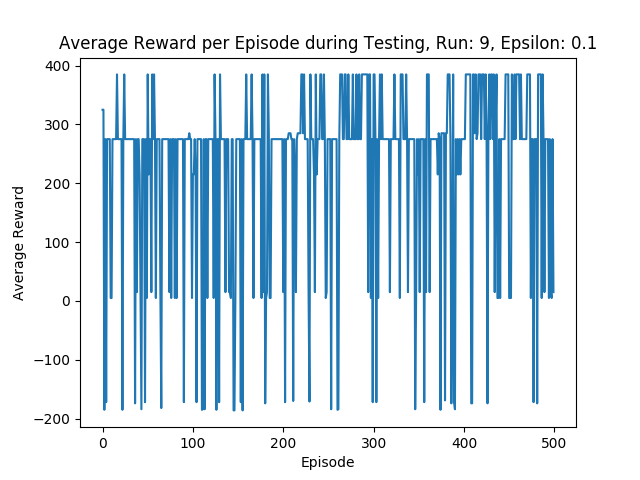 Average Reward per Episode during Testing, Run: 9, Epsilon: 0.1
400
300
200
100
0
−100
−200
Average Reward
0 100 200 300 400 500
Episode